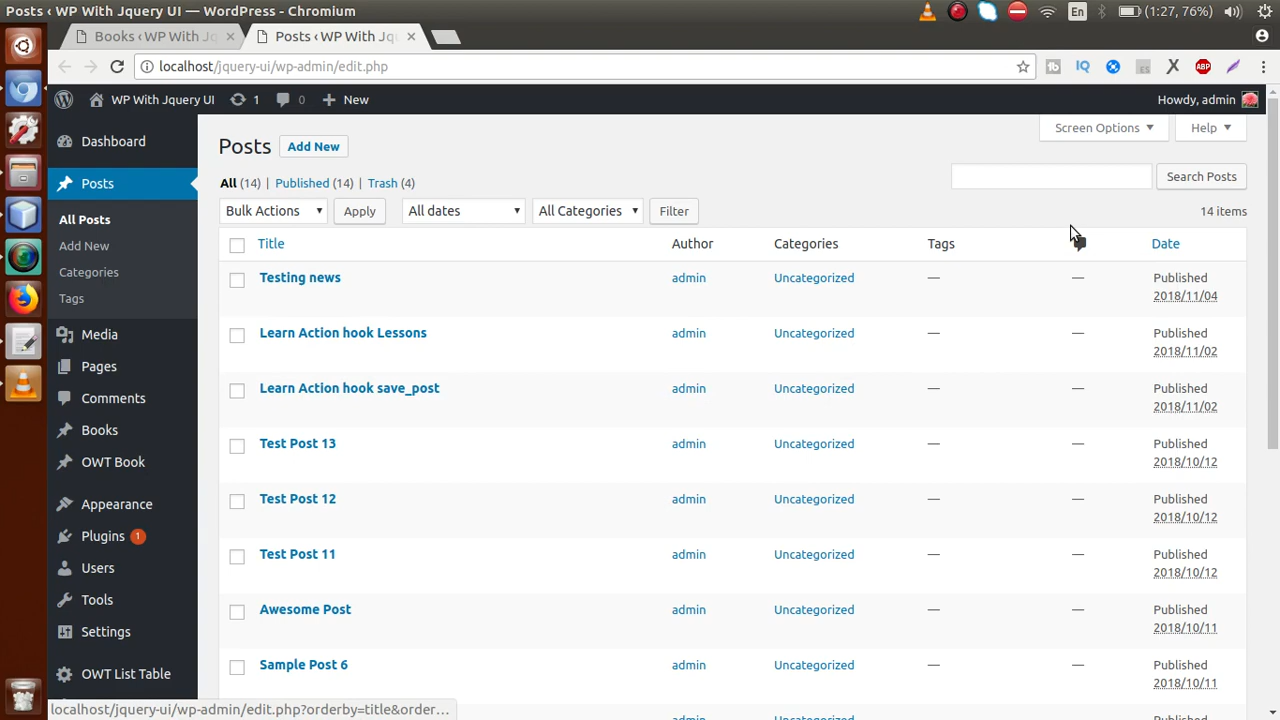 Posts ‹ WP With Jquery UI — WordPress - Chromium
En
(1:27, 76%)
Books ‹ WP With Jc
Posts ‹ WP With Jqu
localhost/jquery-ui/wp-admin/edit.php
ABP
WP With Jquery UI
1
0
New
Howdy, admin
Dashboard
Posts
All Posts
Add New
Categories
Tags
Media
Pages
Comments
Books
OWT Book
Appearance
Plugins 1
Users
Tools
Settings
OWT List Table
Posts
Add New
Screen Options
Help
All (14) | Published (14) | Trash (4)
Search Posts
Bulk Actions
Apply
All dates
All Categories
Filter
14 items
Title Author Categories Tags Date
Testing news admin Uncategorized — — Published
2018/11/04
Learn Action hook Lessons admin Uncategorized — — Published
2018/11/02
Learn Action hook save_post admin Uncategorized — — Published
2018/11/02
Test Post 13 admin Uncategorized — — Published
2018/10/12
Test Post 12 admin Uncategorized — — Published
2018/10/12
Test Post 11 admin Uncategorized — — Published
2018/10/12
Awesome Post admin Uncategorized — — Published
2018/10/11
Sample Post 6 admin Uncategorized — — Published
2018/10/11
localhost/jquery-ui/wp-admin/edit.php?orderby=title&order…